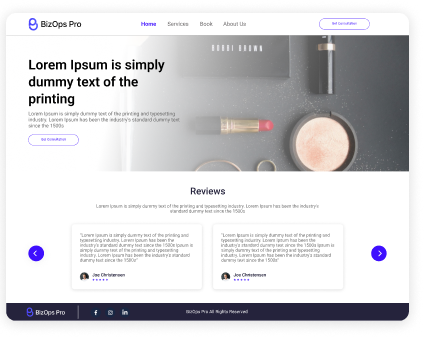 BizOps Pro
Home Services Book About Us
Get Consultation
BOBBI BROWN
Lorem Ipsum is simply
dummy text of the
printing
Lorem Ipsum is simply dummy text of the printing and typesetting
industry. Lorem Ipsum has been the industry's standard dummy text
since the 1500s
Get Consultation
Reviews
Lorem Ipsum is simply dummy text of the printing and typesetting industry. Lorem Ipsum has been the industry's
standard dummy text since the 1500s.
"Lorem Ipsum is simply dummy text of the printing and
typesetting industry. Lorem Ipsum has been the
industry's standard dummy text since the 1500s Ipsum is
simply dummy text of the printing and typesetting
industry. Lorem Ipsum has been the industry's standard
dummy text since the 1500s"
Joe Christensen
"Lorem Ipsum is simply dummy text of the printing and
typesetting industry. Lorem Ipsum has been the
industry's standard dummy text since the 1500s Ipsum is
simply dummy text of the printing and typesetting
industry. Lorem Ipsum has been the industry's standard
dummy text since the 1500s"
Joe Christensen
BizOps Pro
BizOps Pro All Rights Reserved